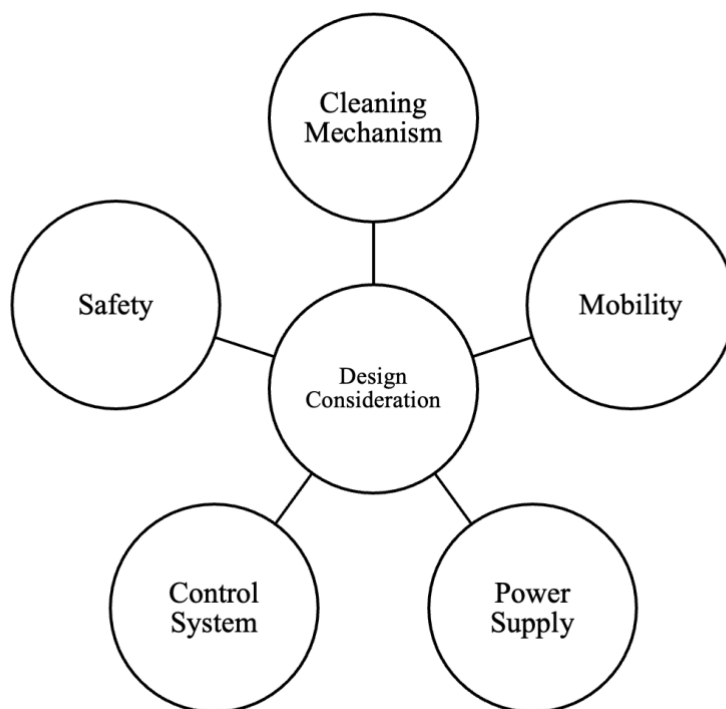 Cleaning
Mechanism
Safety
Mobility
Design
Consideration
Control
System
Power
Supply